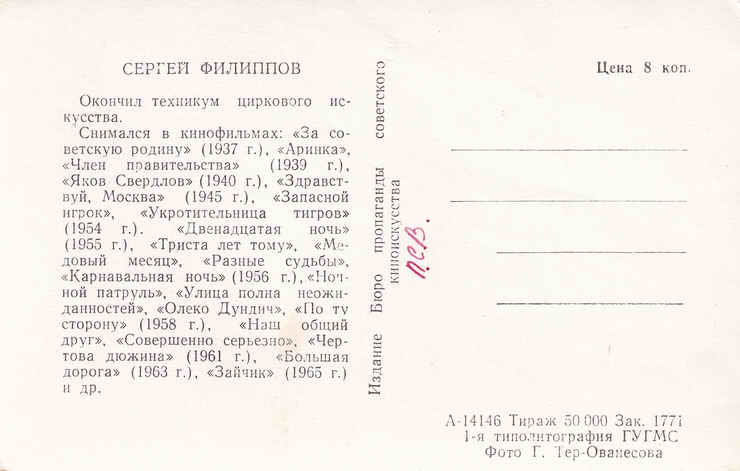 СЕРГЕЙ ФИЛИППОВ
Окончил техникум циркового ис-
кусства.
Снимался в кинофильмах: «За со-
ветскую родину» (1937 г.), «Аринка»,
«Член правительства» (1939 г.),
«Яков Свердлов» (1940 г.), «Здравст-
вуй, Москва» (1945 г.), «Запасной
игрок», «Укротительница тигров»
(1954 г.). «Двенадцатая ночь»
(1955 г.), «Триста лет тому», «Ме-
довый месяц», «Разные судьбы»,
«Карнавальная ночь» (1956 г.), «Ноч-
ной патруль», «Улица полна неожи-
данностей», «Олеко Дундич», «По ту
сторону» (1958 г.), «Наш общий
друг», «Совершенно серьезно», «Чер-
това дюжина» (1961 г.), «Большая
дорога» (1963 г.), «Зайчик» (1965 г.)
и др.
Издание Бюро пропаганды советского
киноискусства
П.С.В.
Цена 8 коп.
А-14146 Тираж 50 000 Зак. 1771
1-я типолитография ГУГМС
Фото Г. Тер-Ованесова